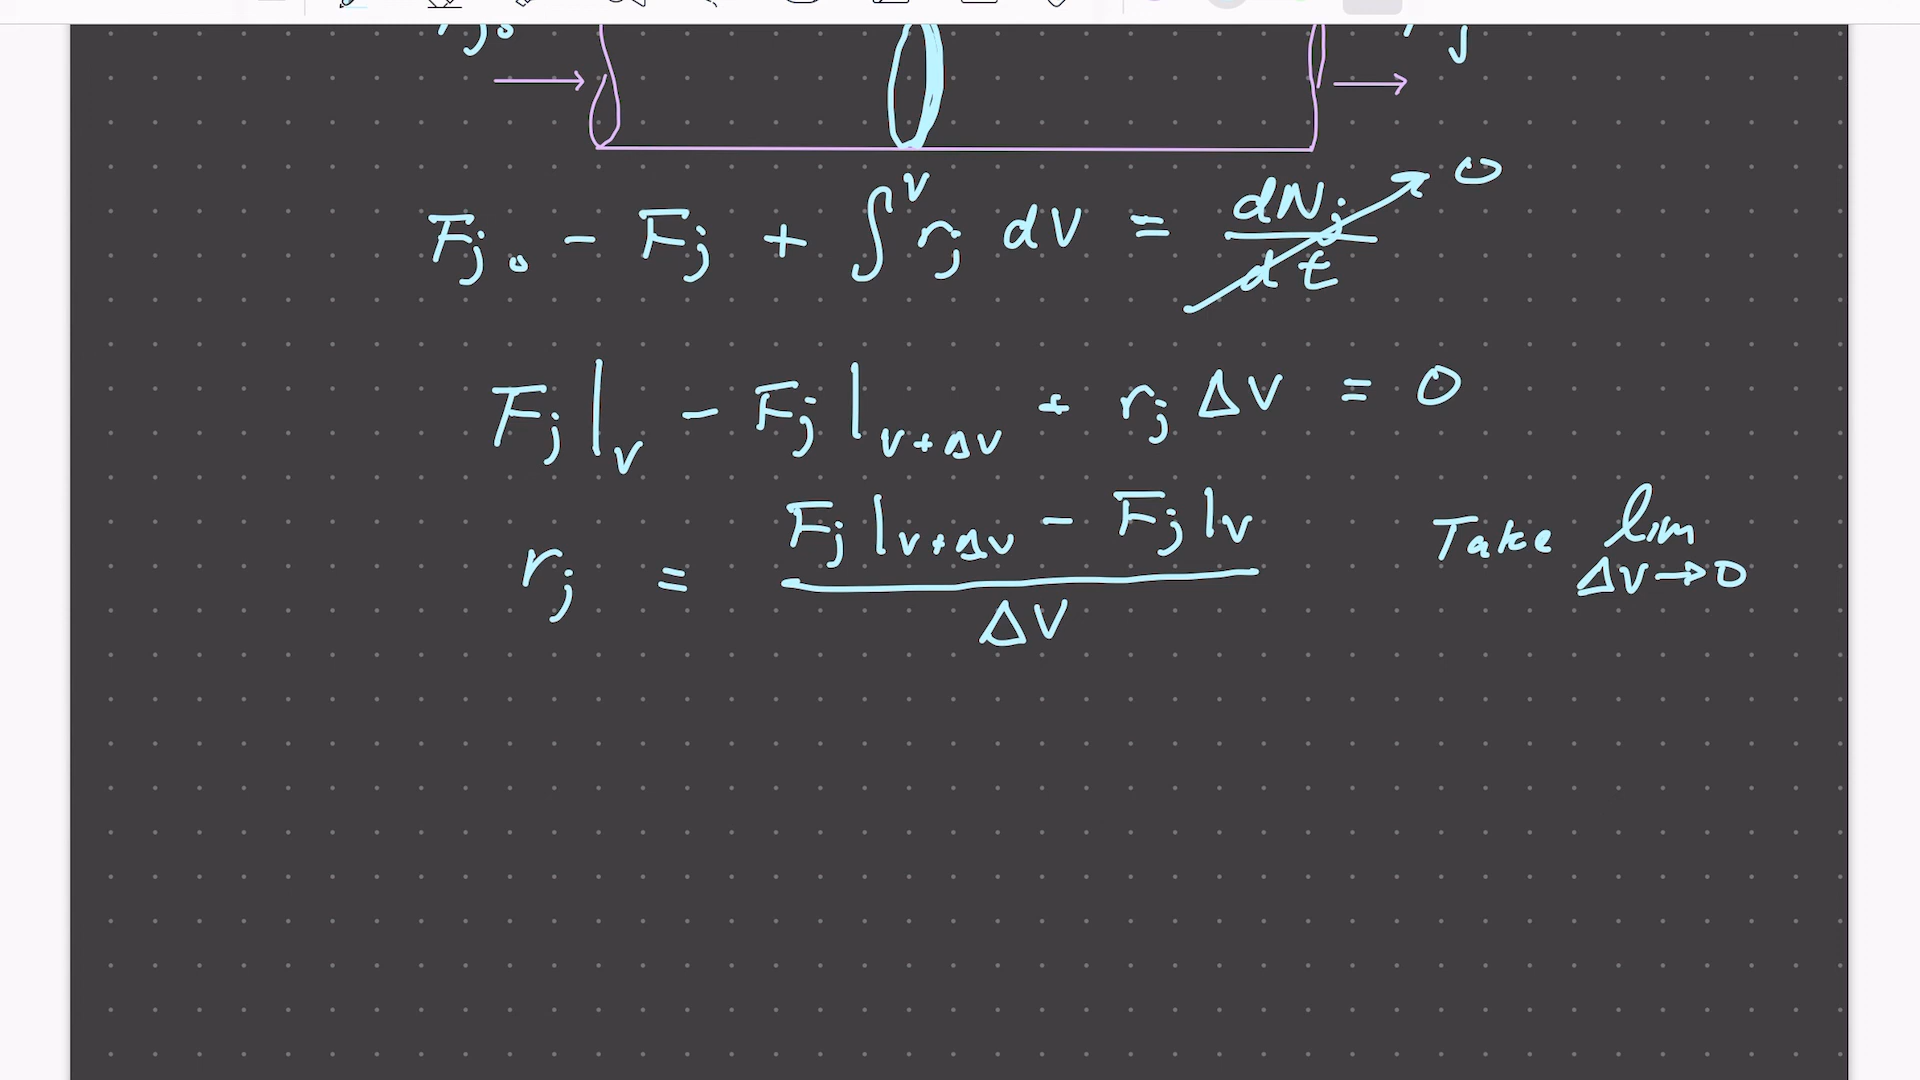 Fj₀ − Fj + ∫^V rj dV = dNj/dt → 0
Fj|V − Fj|V+ΔV + rj ΔV = 0
rj = (Fj|V+ΔV − Fj|V)/ΔV Take lim ΔV→0